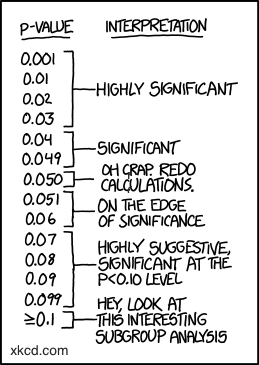 P-VALUE INTERPRETATION
0.001
0.01
0.02
0.03
HIGHLY SIGNIFICANT
0.04
0.049
SIGNIFICANT
0.050
OH CRAP. REDO
CALCULATIONS.
0.051
0.06
ON THE EDGE
OF SIGNIFICANCE
0.07
0.08
0.09
0.099
HIGHLY SUGGESTIVE,
SIGNIFICANT AT THE
P<0.10 LEVEL
≥0.1
HEY, LOOK AT
THIS INTERESTING
SUBGROUP ANALYSIS
xkcd.com